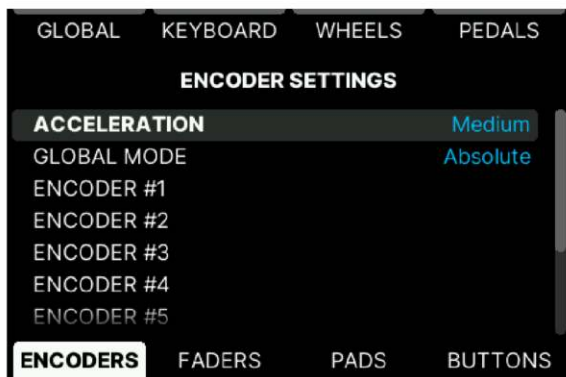 GLOBAL KEYBOARD WHEELS PEDALS
ENCODER SETTINGS
ACCELERATION Medium
GLOBAL MODE Absolute
ENCODER #1
ENCODER #2
ENCODER #3
ENCODER #4
ENCODER #5
ENCODERS FADERS PADS BUTTONS